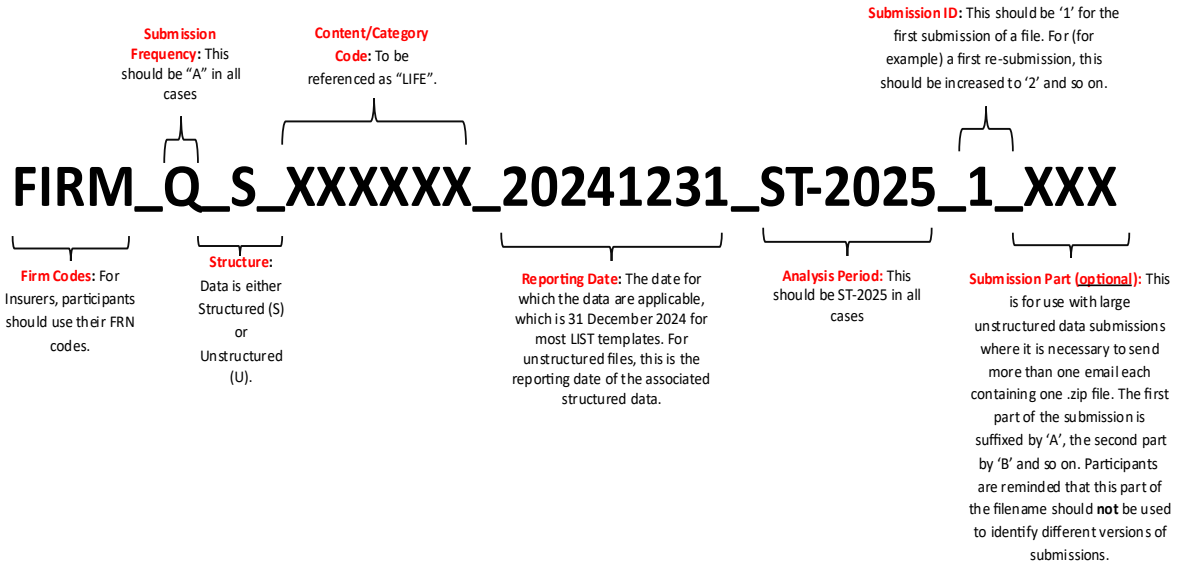 Submission
Frequency: This
should be “A” in all
cases
Content/Category
Code: To be
referenced as “LIFE”.
Submission ID: This should be ‘1’ for the
first submission of a file. For (for
example) a first re-submission, this
should be increased to ‘2’ and so on.
FIRM_Q_S_XXXXXX_20241231_ST-2025_1_XXX
Firm Codes: For
Insurers, participants
should use their FRN
codes.
Structure:
Data is either
Structured (S)
or
Unstructured
(U).
Reporting Date: The date for
which the data are applicable,
which is 31 December 2024 for
most LIST templates. For
unstructured files, this is the
reporting date of the associated
structured data.
Analysis Period: This
should be ST-2025 in all
cases
Submission Part (optional): This
is for use with large
unstructured data submissions
where it is necessary to send
more than one email each
containing one .zip file. The first
part of the submission is
suffixed by ‘A’, the second part
by ‘B’ and so on. Participants
are reminded that this part of
the filename should not be used
to identify different versions of
submissions.